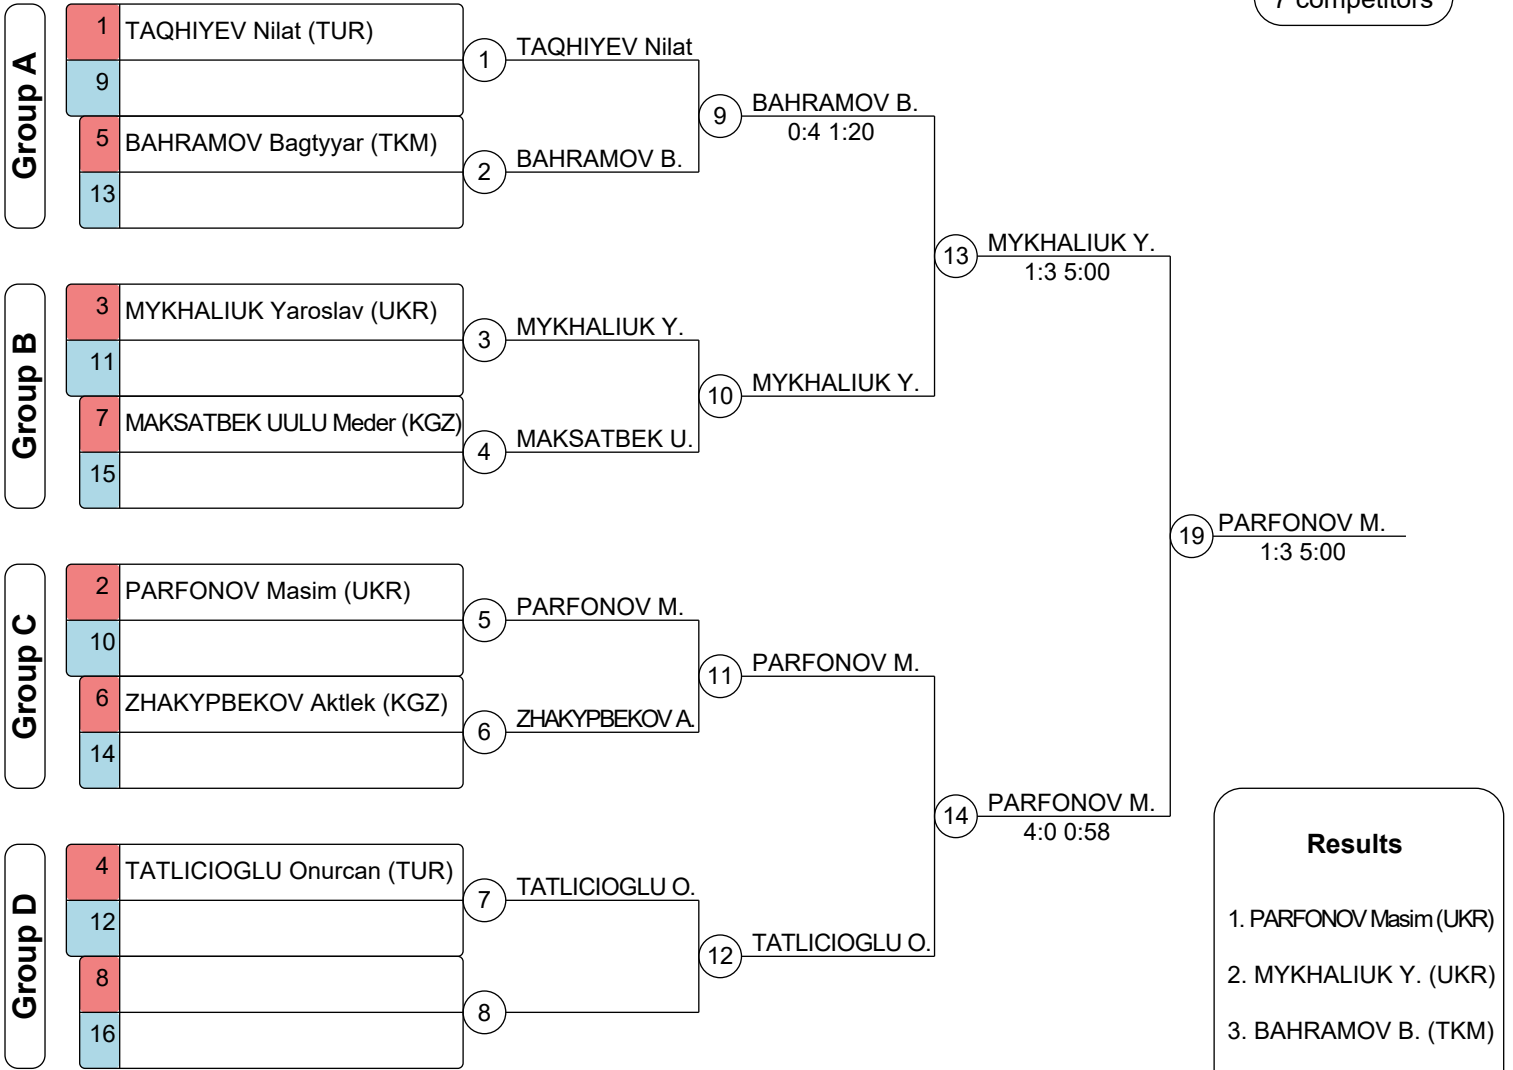 7 competitors
Group A
1 TAQHIYEV Nilat (TUR)
9
5 BAHRAMOV Bagtyyar (TKM)
13
1 TAQHIYEV Nilat
2 BAHRAMOV B.
9 BAHRAMOV B.
0:4 1:20
Group B
3 MYKHALIUK Yaroslav (UKR)
11
7 MAKSATBEK UULU Meder (KGZ)
15
3 MYKHALIUK Y.
4 MAKSATBEK U.
10 MYKHALIUK Y.
13 MYKHALIUK Y.
1:3 5:00
Group C
2 PARFONOV Masim (UKR)
10
6 ZHAKYPBEKOV Aktlek (KGZ)
14
5 PARFONOV M.
6 ZHAKYPBEKOV A.
11 PARFONOV M.
Group D
4 TATLICIOGLU Onurcan (TUR)
12
8
16
7 TATLICIOGLU O.
8
12 TATLICIOGLU O.
14 PARFONOV M.
4:0 0:58
19 PARFONOV M.
1:3 5:00
Results
1. PARFONOV Masim (UKR)
2. MYKHALIUK Y. (UKR)
3. BAHRAMOV B. (TKM)